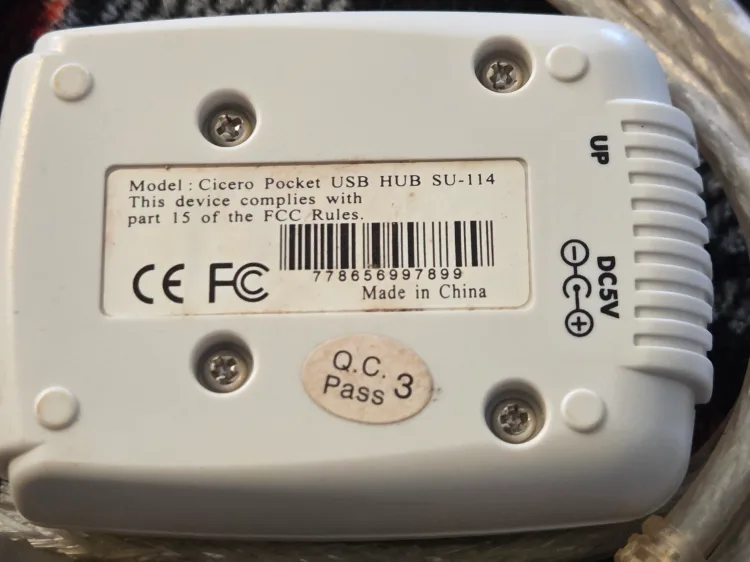 Model : Cicero Pocket USB HUB SU-114
This device complies with
part 15 of the FCC Rules.
CE FC
778656997899
Made in China
Q.C.
Pass 3
UP
DC5V